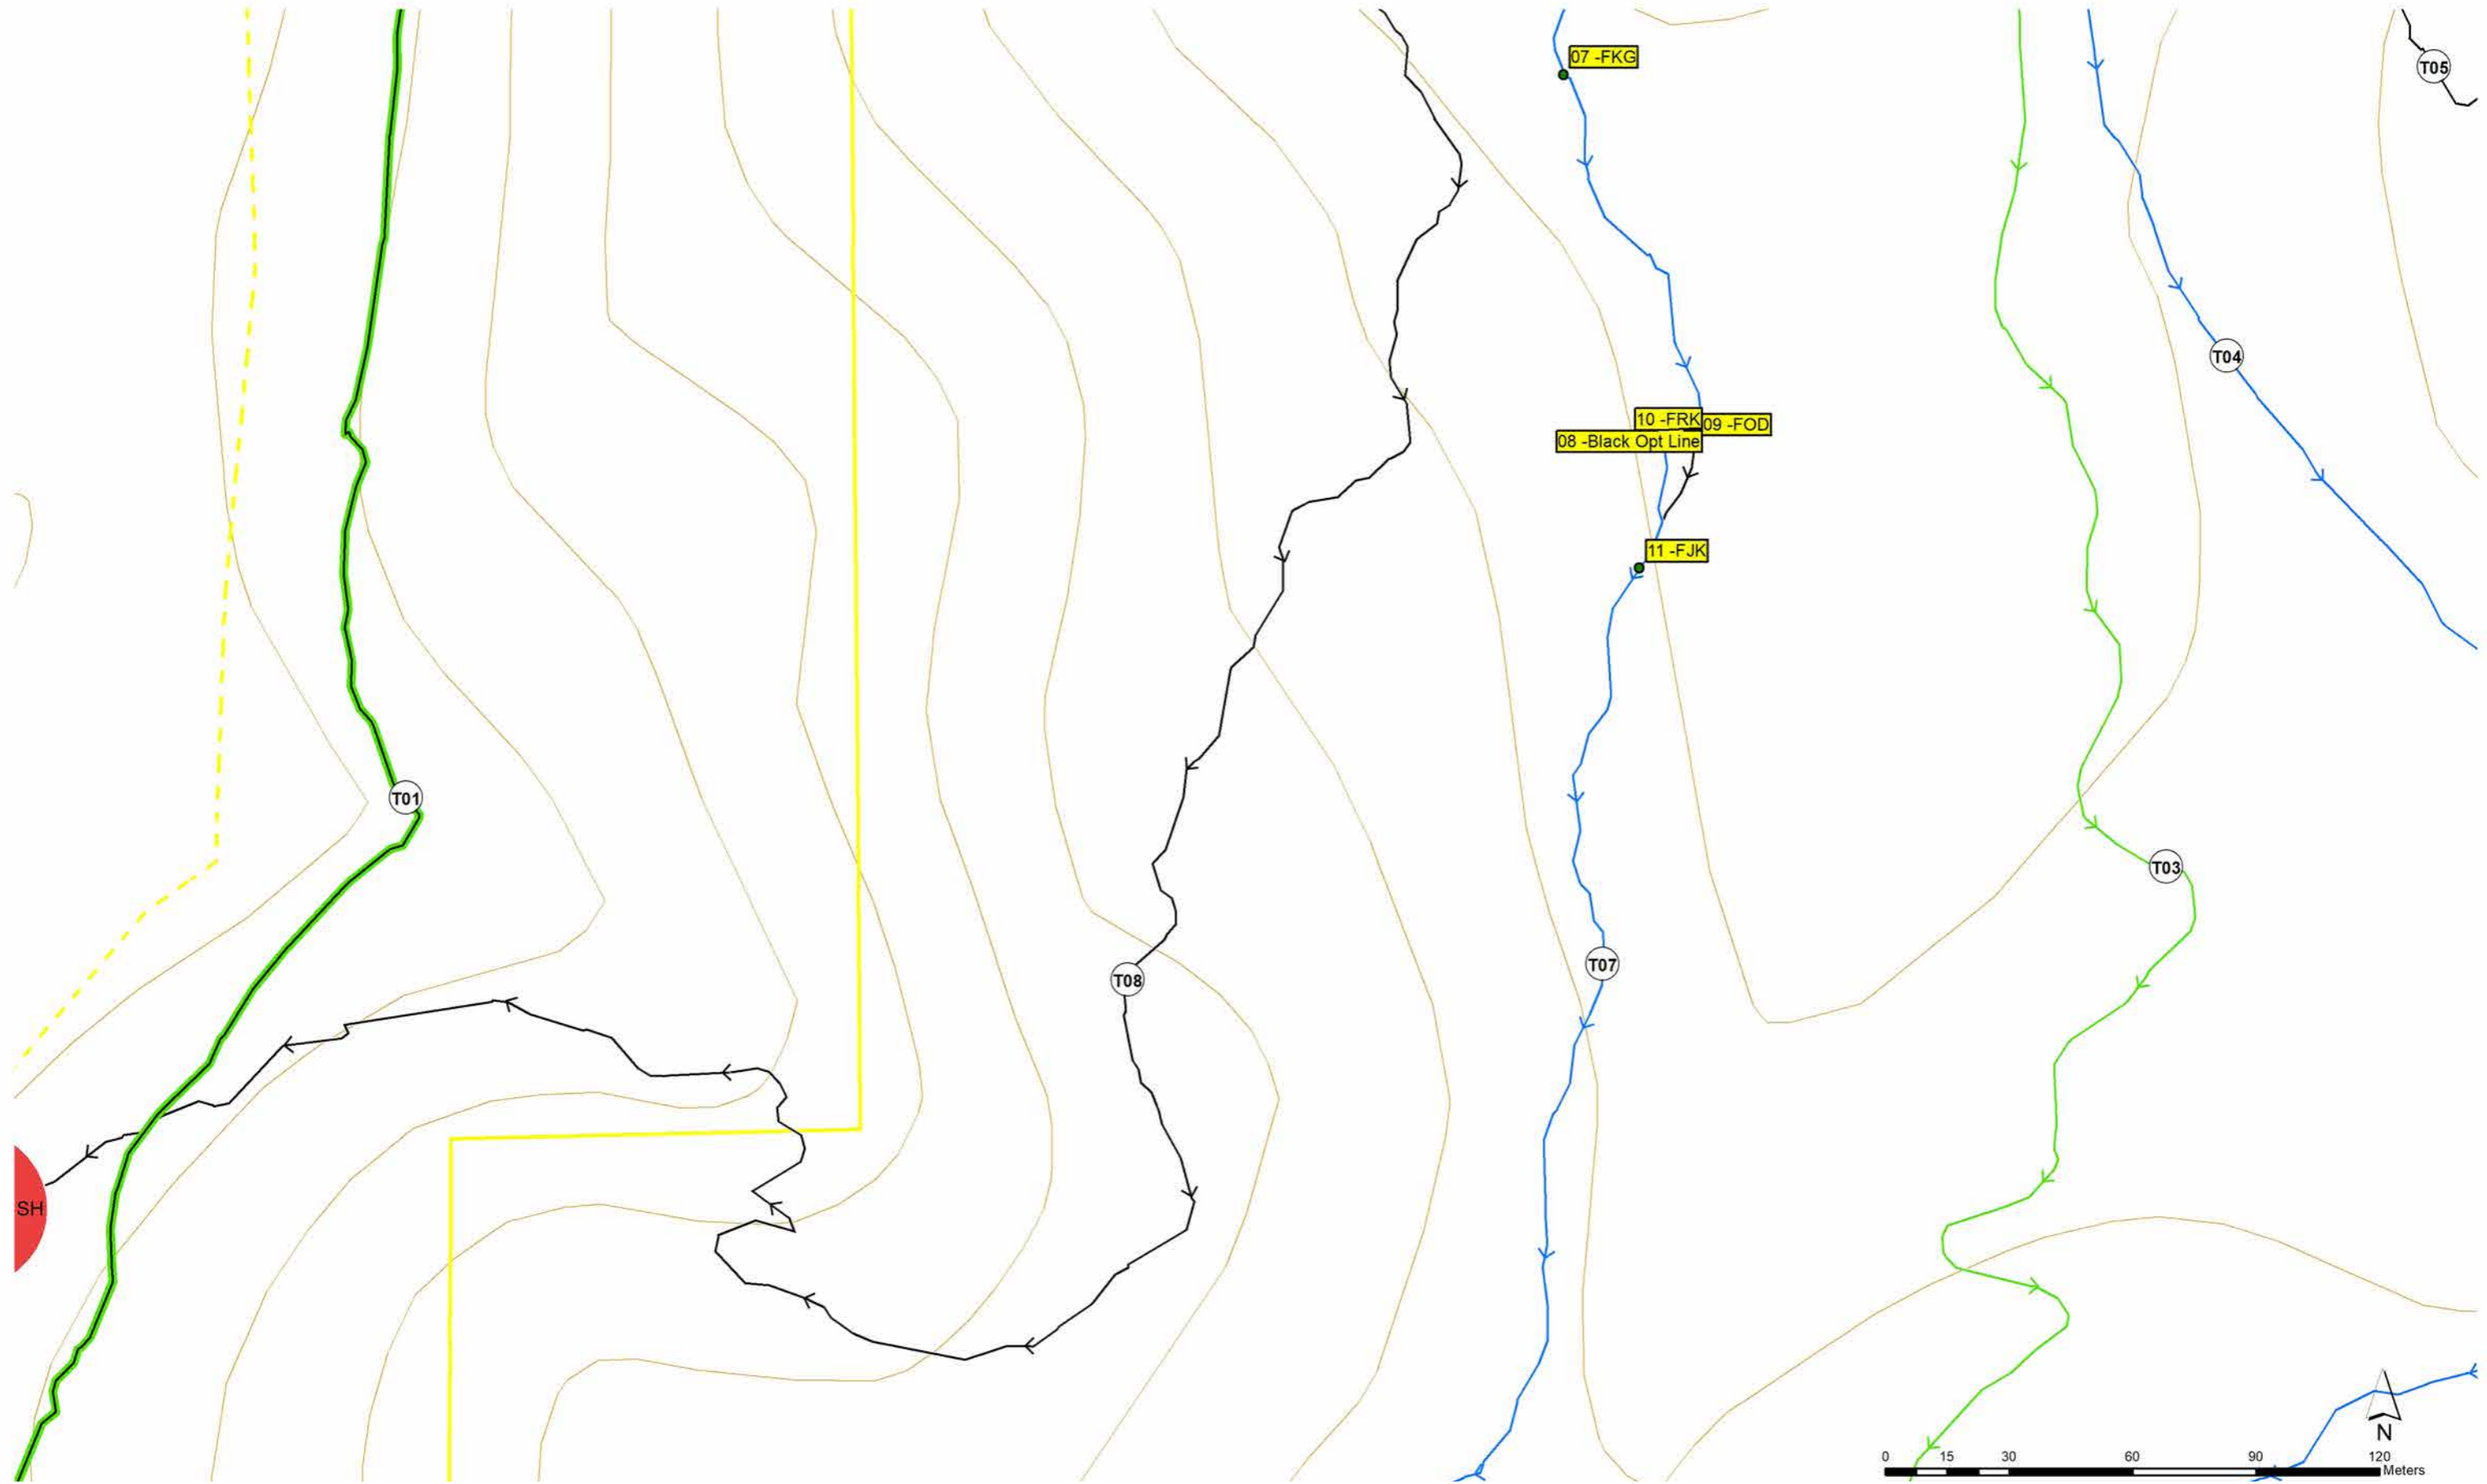 07 -FKG
T05
T04
10 -FRK
09 -FOD
08 -Black Opt Line
11 -FJK
T01
T03
T07
T08
SH
N
0 15 30 60 90 120
Meters